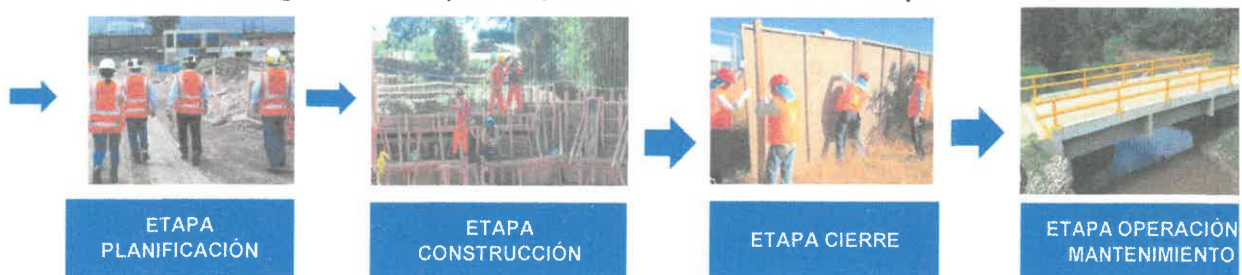 ETAPA
PLANIFICACIÓN
ETAPA
CONSTRUCCIÓN
ETAPA CIERRE
ETAPA OPERACIÓN
MANTENIMIENTO